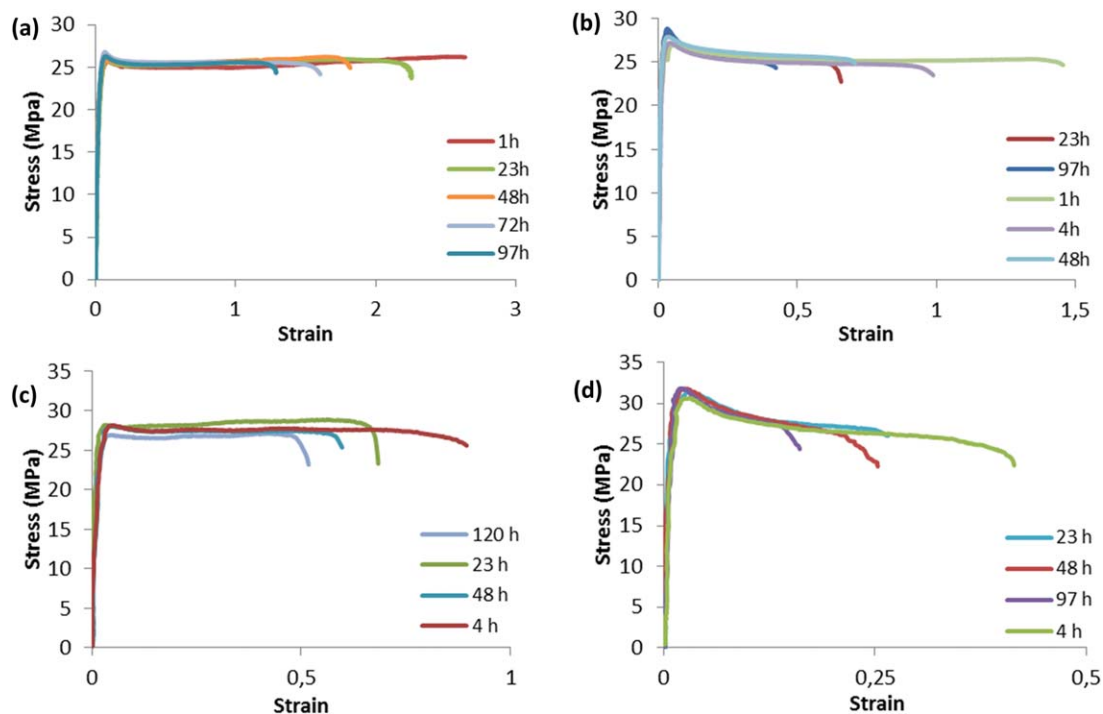 (a)
Stress (Mpa)
30
25
20
15
10
5
0
0
1
2
3
Strain
1h
23h
48h
72h
97h
(b)
Stress (Mpa)
30
25
20
15
10
5
0
0
0,5
1
1,5
Strain
23h
97h
1h
4h
48h
(c)
Stress (MPa)
35
30
25
20
15
10
5
0
0
0,5
1
Strain
120 h
23 h
48 h
4 h
(d)
Stress (MPa)
35
30
25
20
15
10
5
0
0
0,25
0,5
Strain
23 h
48 h
97 h
4 h